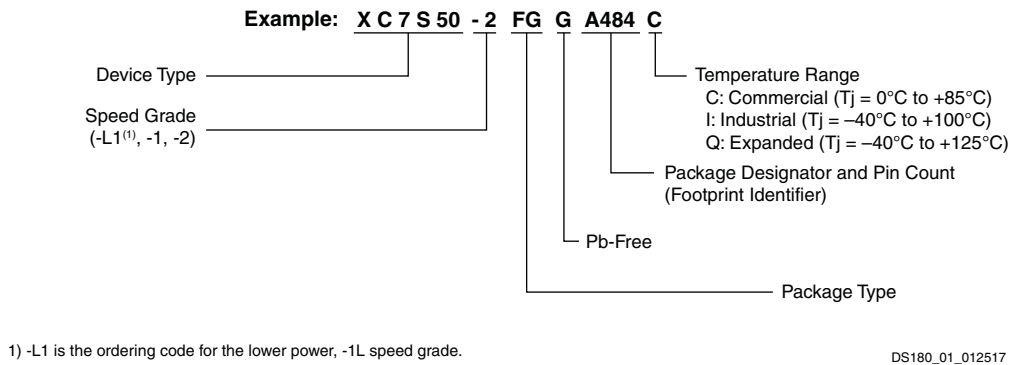 Example: X C 7 S 50 - 2 FG G A484 C
Device Type
Speed Grade
(-L1(1), -1, -2)
Temperature Range
C: Commercial (Tj = 0°C to +85°C)
I: Industrial (Tj = –40°C to +100°C)
Q: Expanded (Tj = –40°C to +125°C)
Package Designator and Pin Count
(Footprint Identifier)
Pb-Free
Package Type
1) -L1 is the ordering code for the lower power, -1L speed grade.
DS180_01_012517